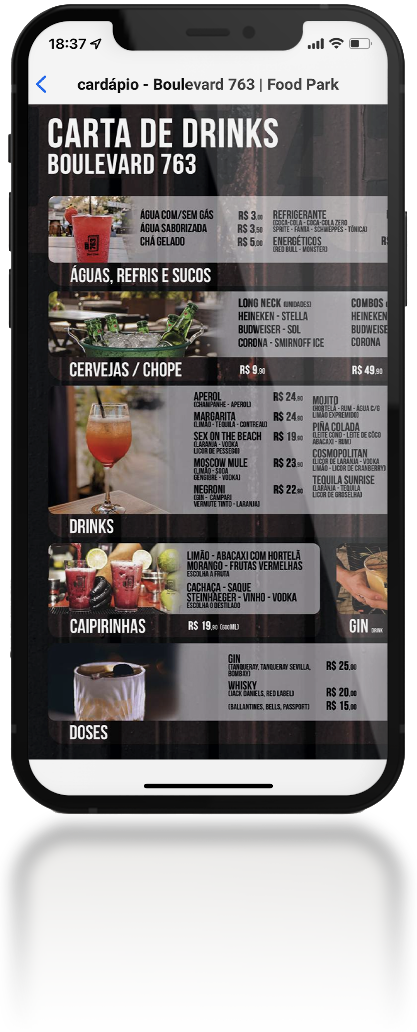 18:37
cardápio - Boulevard 763 | Food Park
CARTA DE DRINKS
BOULEVARD 763
ÁGUA COM/SEM GÁS R$ 3,00
ÁGUA SABORIZADA R$ 3,50
CHÁ GELADO R$ 5,00
REFRIGERANTE
(COCA-COLA - COCA-COLA ZERO
SPRITE - FANTA - SCHWEPPES - TÔNICA)
ENERGÉTICOS
(RED BULL - MONSTER)
ÁGUAS, REFRIS E SUCOS
LONG NECK (UNIDADES)
HEINEKEN - STELLA
BUDWEISER - SOL
CORONA - SMIRNOFF ICE
COMBOS
HEINEKEN
BUDWEISE
CORONA
CERVEJAS / CHOPE R$ 9,90 R$ 49,90
APEROL R$ 24,90
(CHAMPANHE - APEROL)
MARGARITA R$ 24,90
(LIMÃO - TEQUILA - CONTREAU)
SEX ON THE BEACH R$ 19,90
(LARANJA - VODKA
LICOR DE PESSEGO)
MOSCOW MULE R$ 23,90
(LIMÃO - SODA
GENGIBRE - VODKA)
NEGRONI R$ 22,90
(GIN - CAMPARI
VERMUTE TINTO - LARANJA)
MOJITO
(HORTELÃ - RUM - ÁGUA C/G
LIMÃO EXPREMIDO)
PIÑA COLADA
(LEITE COND - LEITE DE CÔCO
ABACAXI - RUM)
COSMOPOLITAN
(LICOR DE LARANJA - VODKA
LIMÃO - LICOR DE CRANBERRY)
TEQUILA SUNRISE
(LARANJA - TEQUILA
LICOR DE GROSELHA)
DRINKS
LIMÃO - ABACAXI COM HORTELÃ
MORANGO - FRUTAS VERMELHAS
ESCOLHA A FRUTA
CACHAÇA - SAQUE
STEINHAEGER - VINHO - VODKA
ESCOLHA O DESTILADO
CAIPIRINHAS R$ 19,90
GIN DRINK
GIN R$ 25,00
(TANQUERAY, TANQUERAY SEVILLA,
BOMBAY)
WHISKY R$ 20,00
(JACK DANIELS, RED LABEL)
(BALLANTINES, BELLS, PASSPORT) R$ 15,00
DOSES